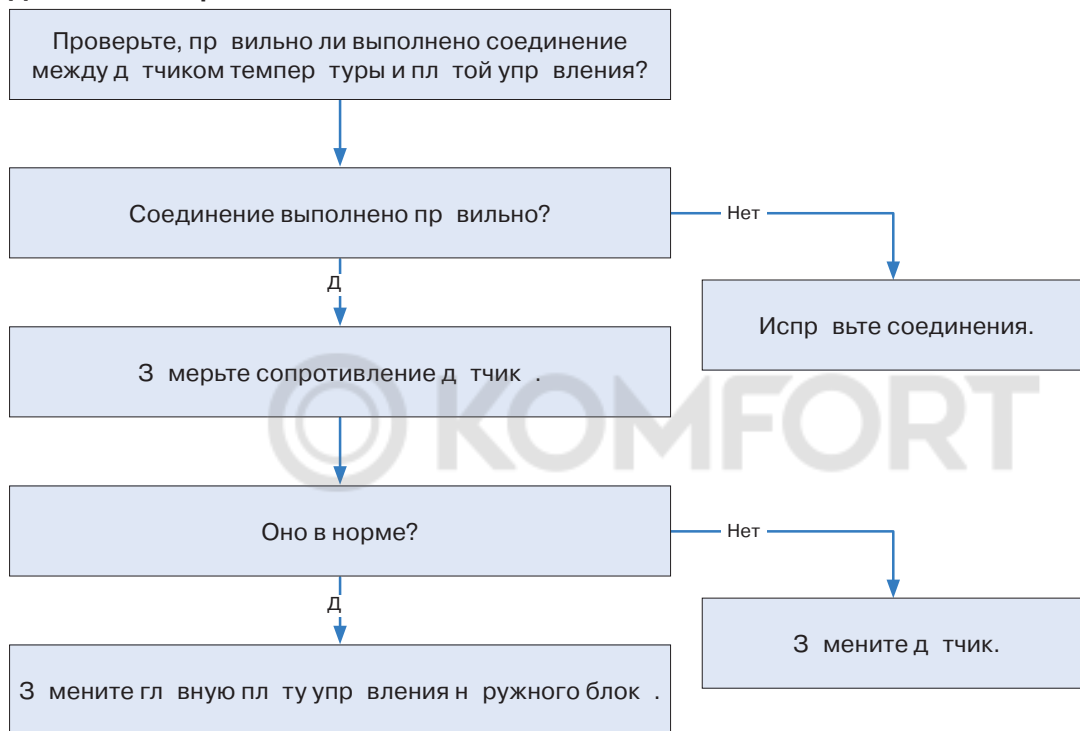 Проверьте, пр вильно ли выполнено соединение
между д тчиком темпер туры и пл той упр вления?
Соединение выполнено пр вильно?
Нет
Д
Испр вьте соединения.
З мерьте сопротивление д тчик .
KOMFORT
Оно в норме?
Нет
Д
З мените д тчик.
З мените гл вную пл ту упр вления н ружного блок .